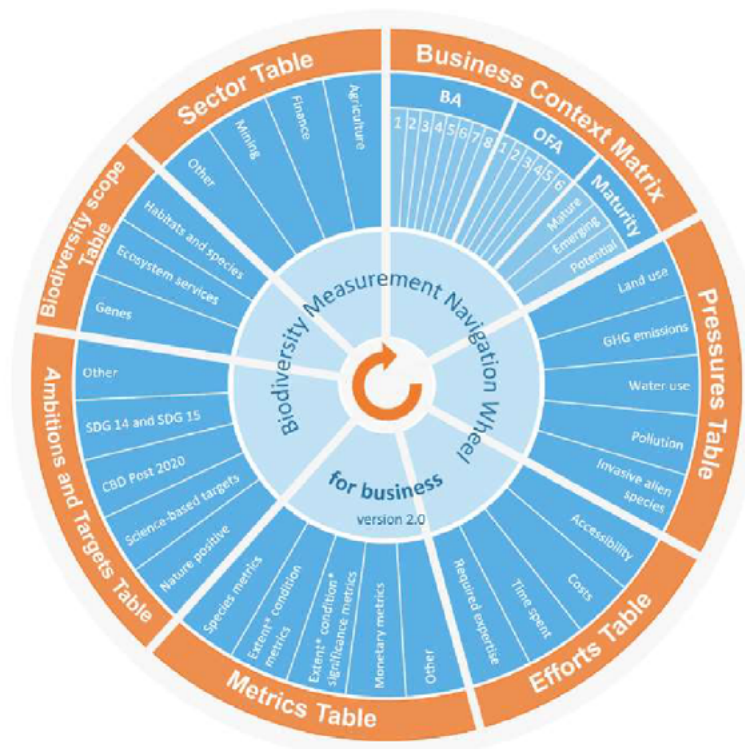 Business Context Matrix
BA
1
2
3
4
5
6
7
8
OFA
1
2
3
4
5
6
Maturity
Mature
Emerging
Potential
Pressures Table
Land use
GHG emissions
Water use
Pollution
Invasive alien
species
Efforts Table
Accessibility
Costs
Time spent
Required expertise
Metrics Table
Other
Monetary metrics
Extent* condition*
significance metrics
Extent* condition
metrics
Species metrics
Ambitions and Targets Table
Nature positive
Science-based targets
CBD Post 2020
SDG 14 and SDG 15
Other
Biodiversity scope
Table
Genes
Ecosystem services
Habitats and species
Sector Table
Other
Mining
Finance
Agriculture
Biodiversity Measurement Navigation Wheel
for business
version 2.0